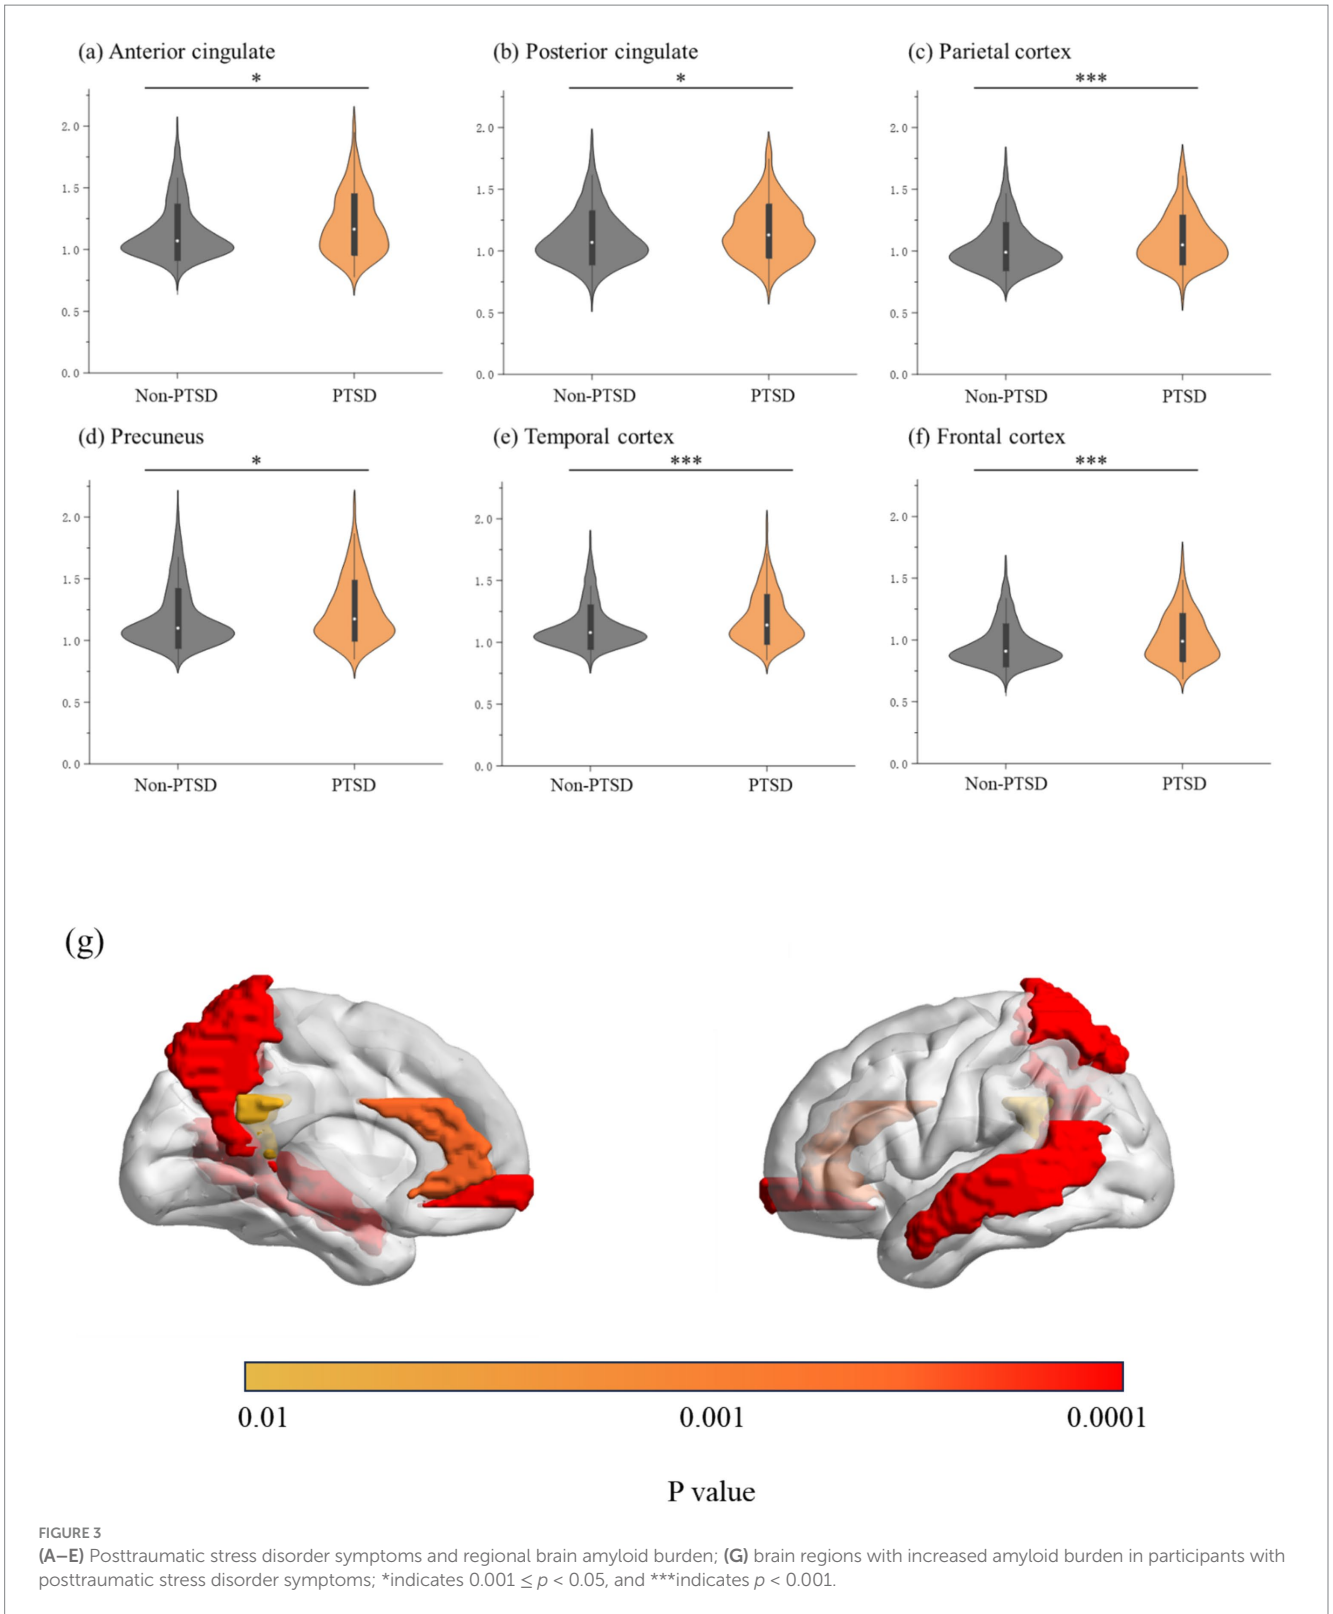 (a) Anterior cingulate
*
2.0
1.5
1.0
0.5
0.0
Non-PTSD PTSD
(b) Posterior cingulate
*
2.0
1.5
1.0
0.5
0.0
Non-PTSD PTSD
(c) Parietal cortex
***
2.0
1.5
1.0
0.5
0.0
Non-PTSD PTSD
(d) Precuneus
*
2.0
1.5
1.0
0.5
0.0
Non-PTSD PTSD
(e) Temporal cortex
***
2.0
1.5
1.0
0.5
0.0
Non-PTSD PTSD
(f) Frontal cortex
***
2.0
1.5
1.0
0.5
0.0
Non-PTSD PTSD
(g)
0.01 0.001 0.0001
P value
FIGURE 3
(A–E) Posttraumatic stress disorder symptoms and regional brain amyloid burden; (G) brain regions with increased amyloid burden in participants with
posttraumatic stress disorder symptoms; *indicates 0.001 ≤ p < 0.05, and ***indicates p < 0.001.